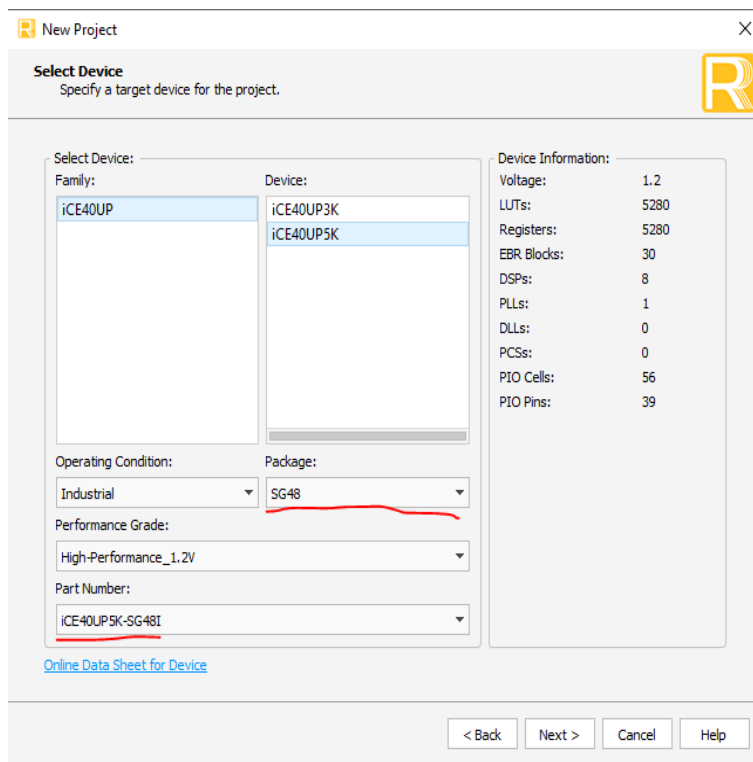 New Project
Select Device
Specify a target device for the project.
R
Select Device:
Family:
Device:
iCE40UP
iCE40UP3K
iCE40UP5K
Operating Condition:
Package:
Industrial
SG48
Performance Grade:
High-Performance_1.2V
Part Number:
iCE40UP5K-SG48I
Online Data Sheet for Device
Device Information:
Voltage: 1.2
LUTs: 5280
Registers: 5280
EBR Blocks: 30
DSPs: 8
PLLs: 1
DLLs: 0
PCSs: 0
PIO Cells: 56
PIO Pins: 39
< Back Next > Cancel Help